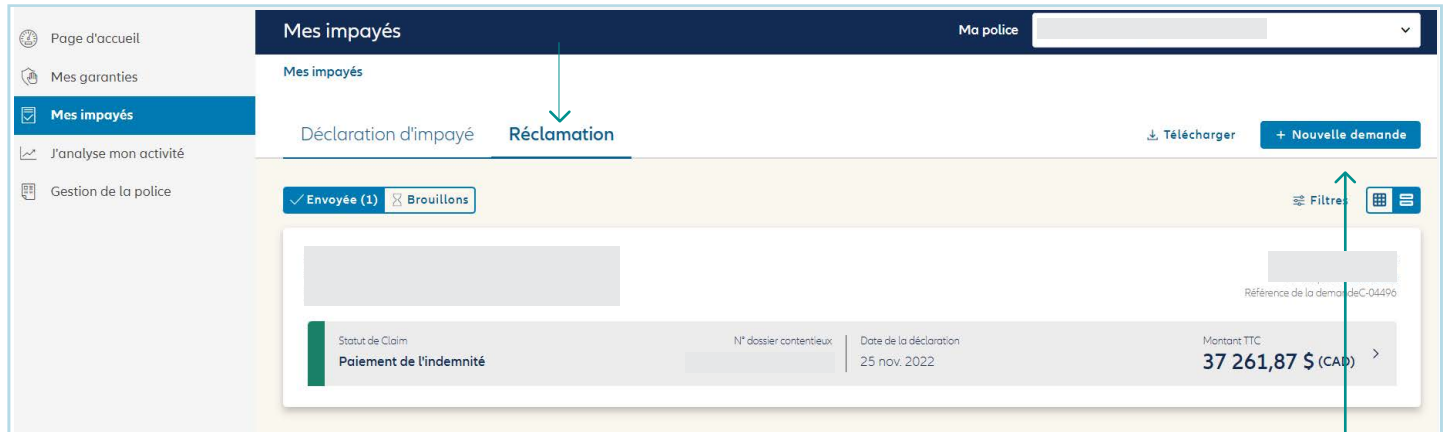 Page d'accueil
Mes garanties
Mes impayés
J'analyse mon activité
Gestion de la police
Mes impayés
Ma police
Mes impayés
Déclaration d'impayé
Réclamation
Télécharger
+ Nouvelle demande
Envoyée (1)
Brouillons
Filtres
Référence de la demandeC-04496
Statut de Claim
Paiement de l'indemnité
N° dossier contentieux
Date de la déclaration
25 nov. 2022
Montant TTC
37 261,87 $ (CAD)